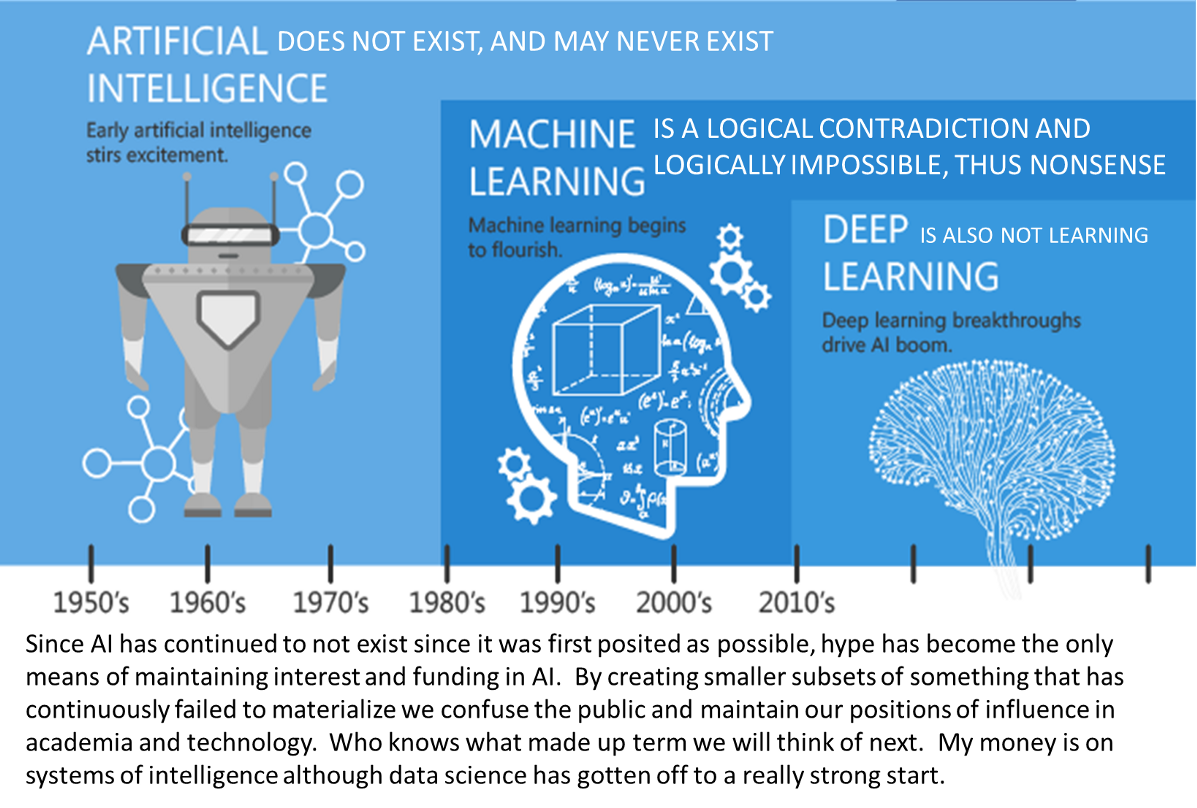 ARTIFICIAL DOES NOT EXIST, AND MAY NEVER EXIST
INTELLIGENCE
Early artificial intelligence
stirs excitement.
MACHINE IS A LOGICAL CONTRADICTION AND
LEARNING LOGICALLY IMPOSSIBLE, THUS NONSENSE
Machine learning begins
to flourish.
DEEP IS ALSO NOT LEARNING
LEARNING
Deep learning breakthroughs
drive AI boom.
1950's 1960's 1970's 1980's 1990's 2000's 2010's
Since AI has continued to not exist since it was first posited as possible, hype has become the only
means of maintaining interest and funding in AI. By creating smaller subsets of something that has
continuously failed to materialize we confuse the public and maintain our positions of influence in
academia and technology. Who knows what made up term we will think of next. My money is on
systems of intelligence although data science has gotten off to a really strong start.